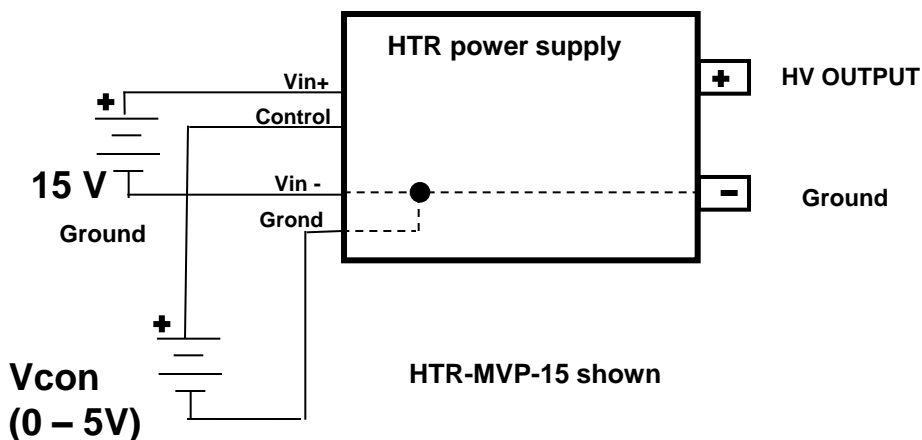 HTR power supply
Vin+
+
HV OUTPUT
+
Control
15 V
Vin -
-
Ground
Grond
Ground
+
Vcon
(0 – 5V)
HTR-MVP-15 shown